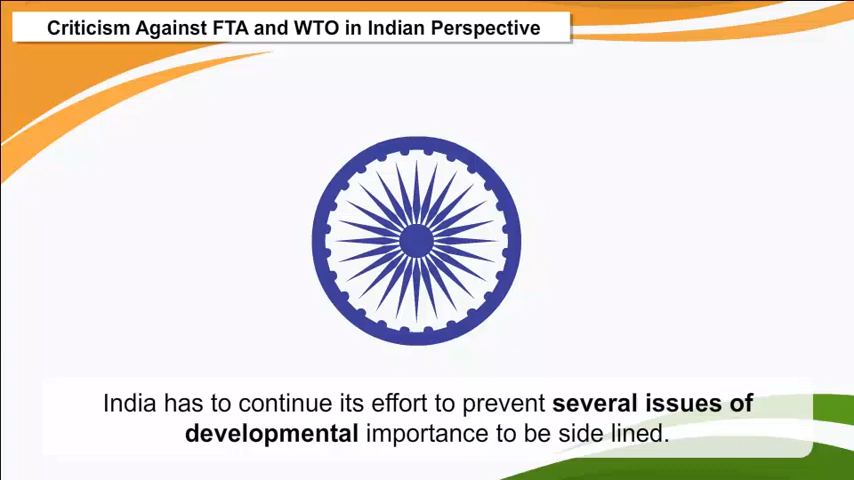 Criticism Against FTA and WTO in Indian Perspective
India has to continue its effort to prevent several issues of
developmental importance to be side lined.